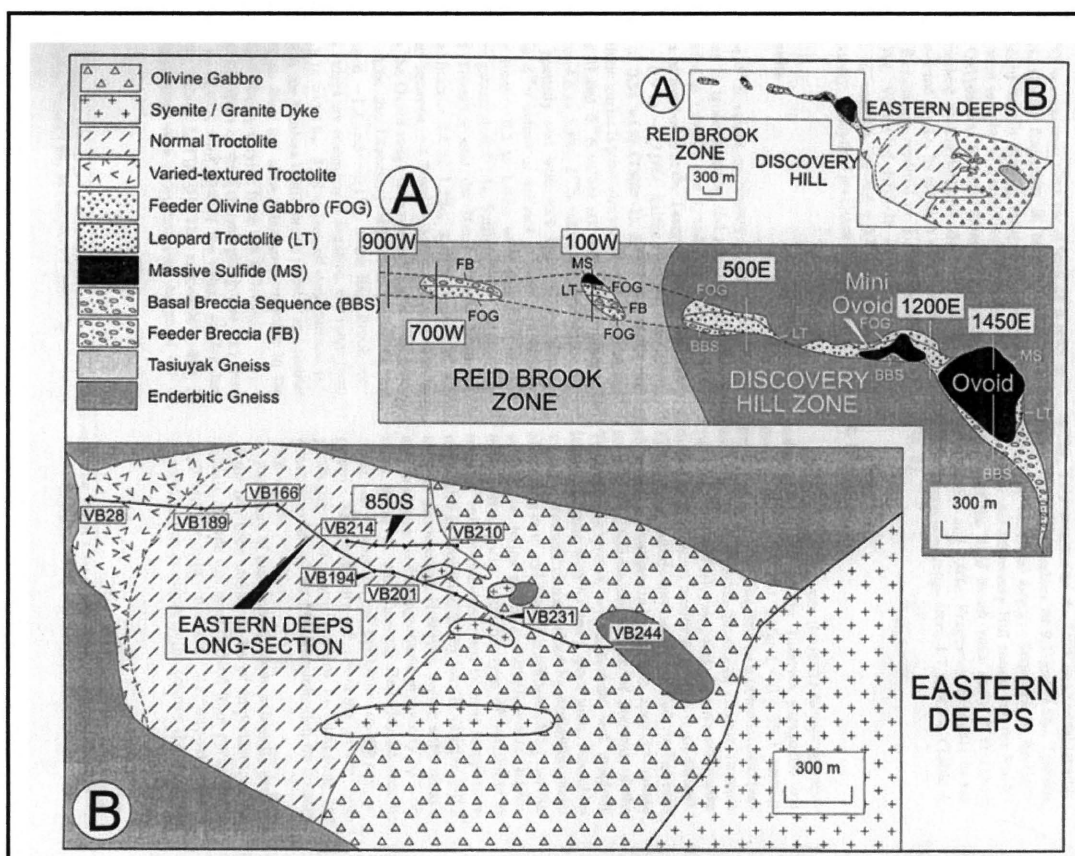 Olivine Gabbro
Syenite / Granite Dyke
Normal Troctolite
Varied-textured Troctolite
Feeder Olivine Gabbro (FOG)
Leopard Troctolite (LT)
Massive Sulfide (MS)
Basal Breccia Sequence (BBS)
Feeder Breccia (FB)
Tasiuyak Gneiss
Enderbitic Gneiss
A
B
EASTERN DEEPS
REID BROOK
ZONE
DISCOVERY
HILL
300 m
A
900W
FB
700W
FOG
100W
MS
LT
FOG
FB
FOG
REID BROOK
ZONE
500E
FOG
BBS
LT
Mini
Ovoid
FOG
1200E
BBS
1450E
MS
Ovoid
LT
BBS
DISCOVERY
HILL ZONE
300 m
VB28
VB189
VB166
850S
VB214
VB210
VB194
VB201
VB231
VB244
EASTERN DEEPS
LONG-SECTION
EASTERN
DEEPS
300 m
B